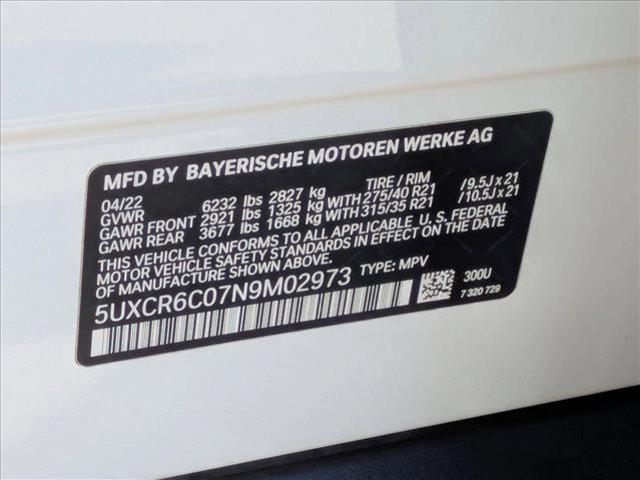 MFD BY BAYERISCHE MOTOREN WERKE AG
04/22
GVWR 6232 lbs 2827 kg TIRE / RIM
GAWR FRONT 2921 lbs 1325 kg WITH 275/40 R21 /9.5J x 21
GAWR REAR 3677 lbs 1668 kg WITH 315/35 R21 /10.5J x 21
THIS VEHICLE CONFORMS TO ALL APPLICABLE U.S. FEDERAL
MOTOR VEHICLE SAFETY STANDARDS IN EFFECT ON THE DATE
OF MANUFACTURE SHOWN ABOVE.
5UXCR6C07N9M02973 TYPE: MPV
300U
7 320 729